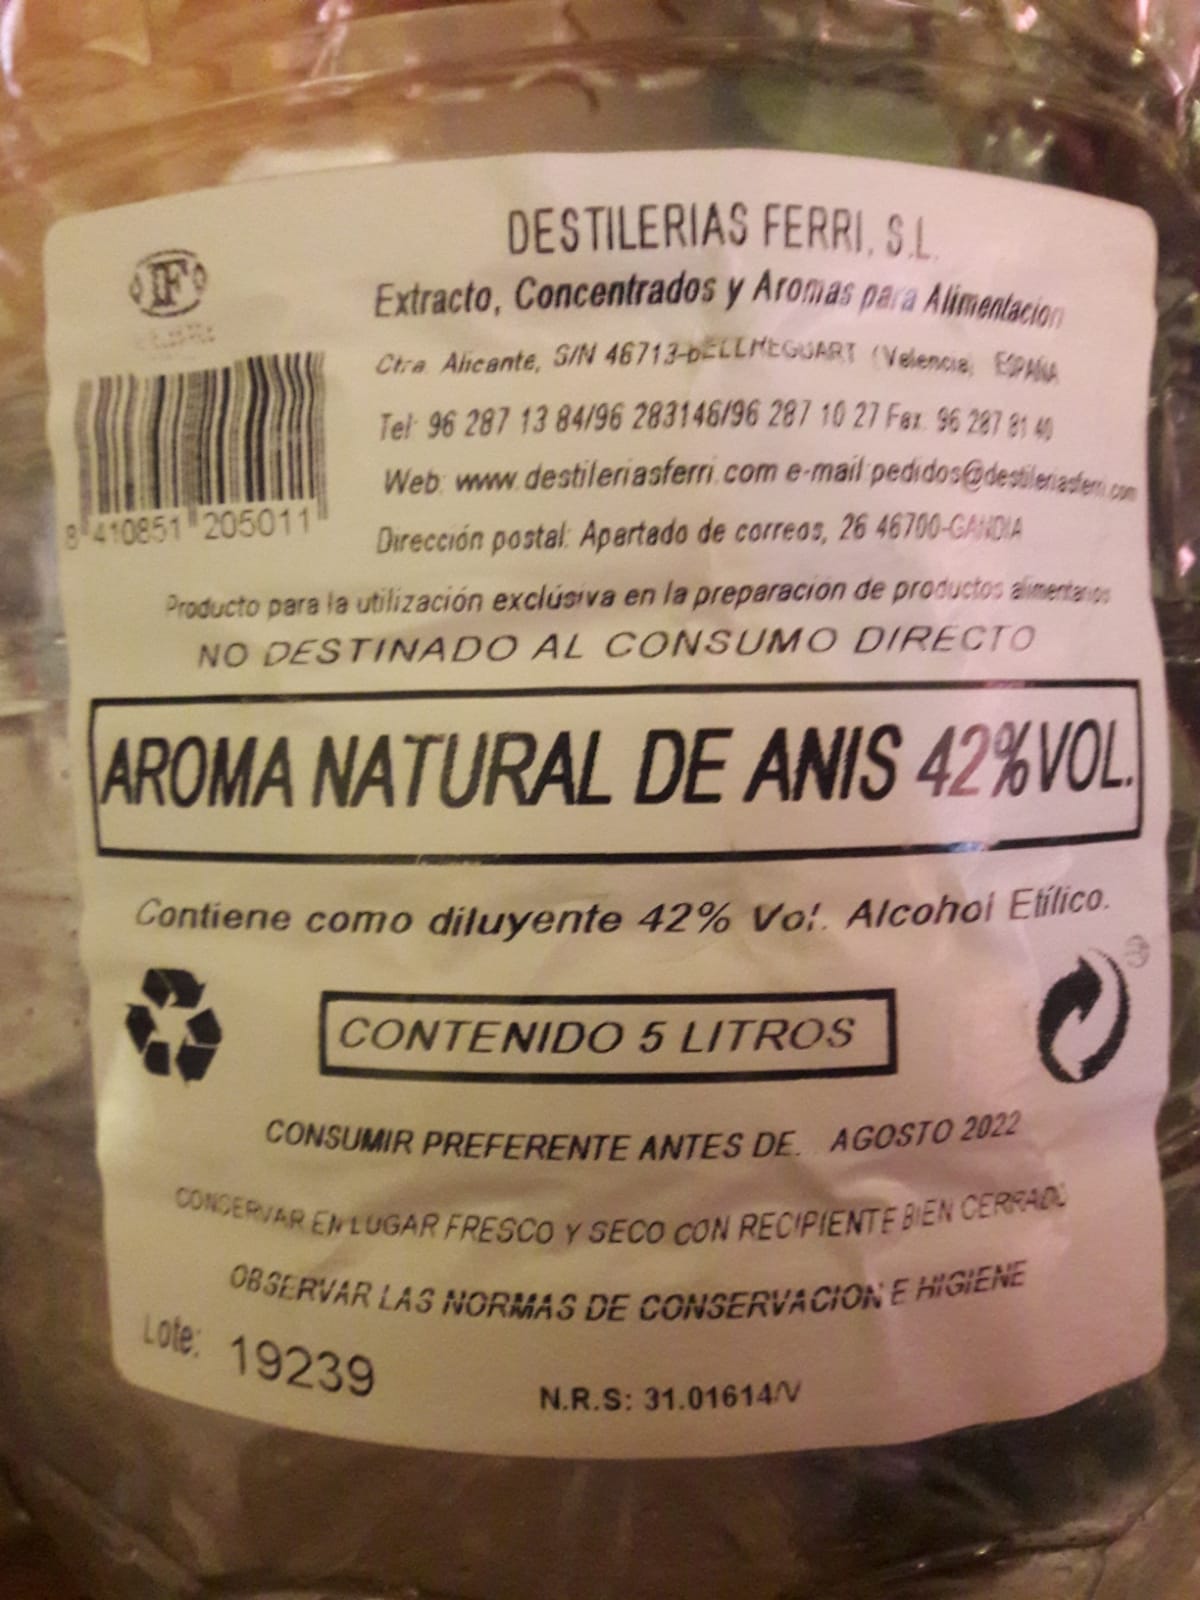 DESTILERIAS FERRI, S.L.
Extracto, Concentrados y Aromas para Alimentacion
Ctra. Alicante, S/N 46713-BELLREGUART (Valencia) ESPAÑA
Tel: 96 287 13 84/96 283146/96 287 10 27 Fax: 96 287 81 40
Web: www.destileriasferri.com e-mail:pedidos@destileriasferri.com
Dirección postal: Apartado de correos, 26 46700-GANDIA
DF
8 410851 205011
Producto para la utilización exclúsiva en la preparación de productos alimentarios
NO DESTINADO AL CONSUMO DIRECTO
AROMA NATURAL DE ANIS 42%VOL.
Contiene como diluyente 42% Vol. Alcohol Etílico.
CONTENIDO 5 LITROS
CONSUMIR PREFERENTE ANTES DE. AGOSTO 2022
CONSERVAR EN LUGAR FRESCO Y SECO CON RECIPIENTE BIEN CERRADO
OBSERVAR LAS NORMAS DE CONSERVACION E HIGIENE
Lote: 19239
N.R.S: 31.01614/V